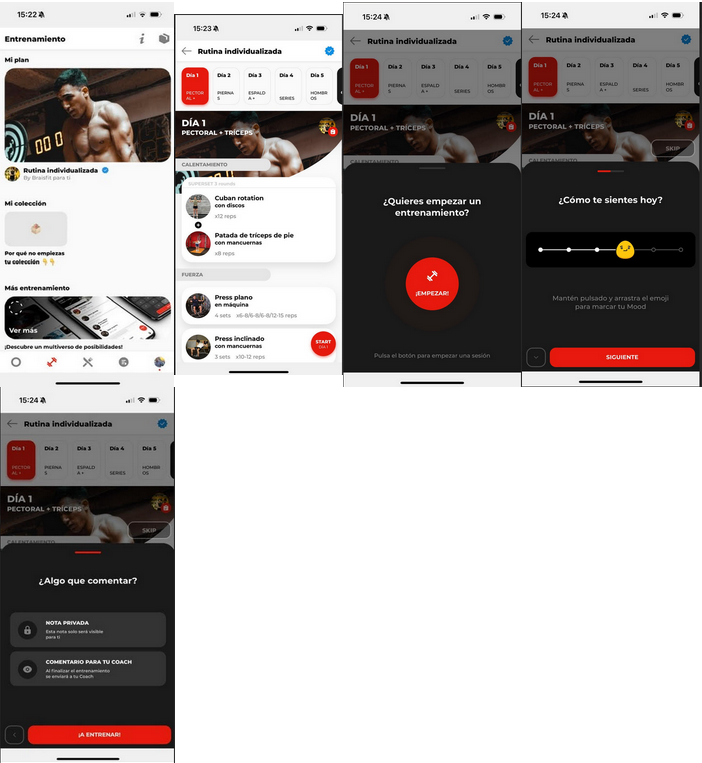 15:22
Entrenamiento
Mi plan
Rutina individualizada
By Braisfit para ti
Mi colección
Por qué no empiezas
tu colección 👇👇
Más entrenamiento
Ver más
¡Descubre un multiverso de posibilidades!
15:23
Rutina individualizada
Día 1
PECTOR
AL +
Día 2
PIERNA
S
Día 3
ESPALD
A +
Día 4
SERIES
Día 5
HOMBR
OS
DÍA 1
PECTORAL + TRÍCEPS
CALENTAMIENTO
SUPERSET 3 rounds
Cuban rotation
con discos
x12 reps
Patada de tríceps de pie
con mancuernas
x8 reps
FUERZA
Press plano
en máquina
4 sets x6-8/6-8/6-8/12-15 reps
Press inclinado
con mancuernas
3 sets x10-12 reps
START
DÍA 1
15:24
Rutina individualizada
Día 1
PECTOR
AL +
Día 2
PIERNA
S
Día 3
ESPALD
A +
Día 4
SERIES
Día 5
HOMBR
OS
DÍA 1
PECTORAL + TRÍCEPS
CALENTAMIENTO
¿Quieres empezar un
entrenamiento?
¡EMPEZAR!
Pulsa el botón para empezar una sesión
15:24
Rutina individualizada
Día 1
PECTOR
AL +
Día 2
PIERNA
S
Día 3
ESPALD
A +
Día 4
SERIES
Día 5
HOMBR
OS
DÍA 1
PECTORAL + TRÍCEPS
SKIP
¿Cómo te sientes hoy?
Mantén pulsado y arrastra el emoji
para marcar tu Mood
SIGUIENTE
15:24
Rutina individualizada
Día 1
PECTOR
AL +
Día 2
PIERNA
S
Día 3
ESPALD
A +
Día 4
SERIES
Día 5
HOMBR
OS
DÍA 1
PECTORAL + TRÍCEPS
SKIP
CALENTAMIENTO
¿Algo que comentar?
NOTA PRIVADA
Esta nota solo será visible
para ti
COMENTARIO PARA TU COACH
Al finalizar el entrenamiento
se enviará a tu Coach
¡A ENTRENAR!